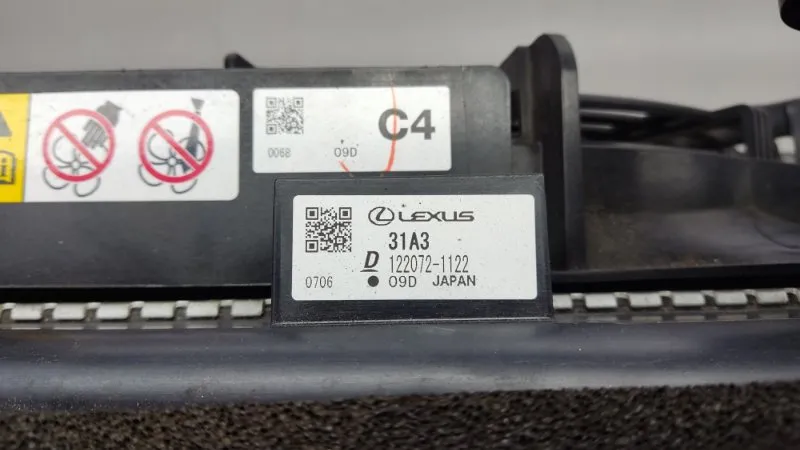 C4
0068 09D
LEXUS
31A3
D 122072-1122
0706 ● 09D JAPAN